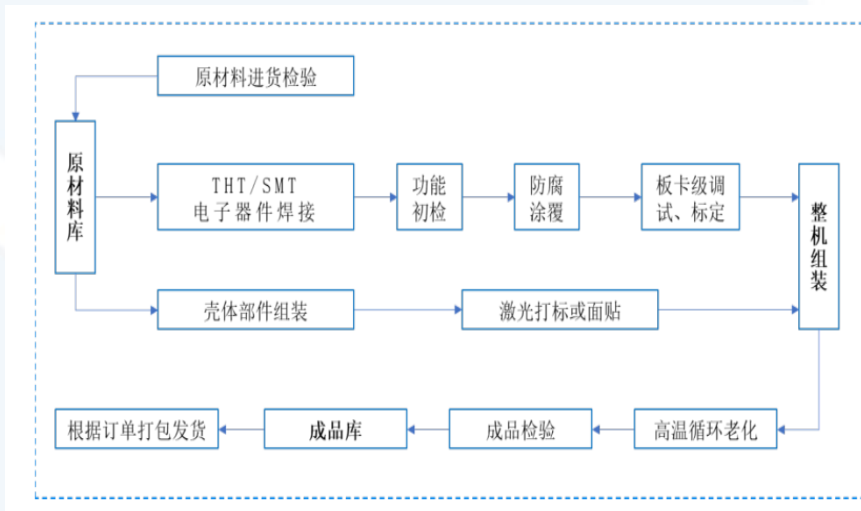 原材料进货检验
原材料库
THT/SMT
电子器件焊接
功能
初检
防腐
涂覆
板卡级调
试、标定
整机组装
壳体部件组装
激光打标或面贴
根据订单打包发货
成品库
成品检验
高温循环老化